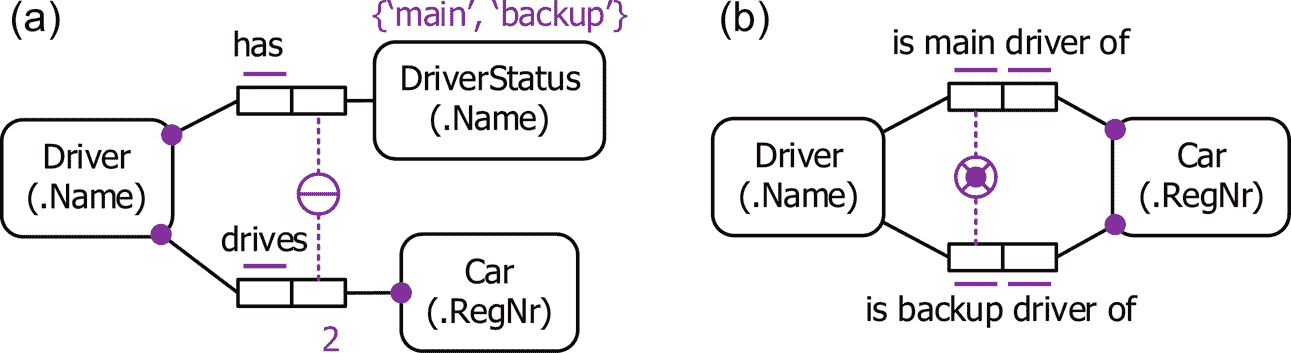 (a)
{‘main’, ‘backup’}
has
DriverStatus
(.Name)
Driver
(.Name)
drives
Car
(.RegNr)
2
(b)
is main driver of
Driver
(.Name)
Car
(.RegNr)
is backup driver of